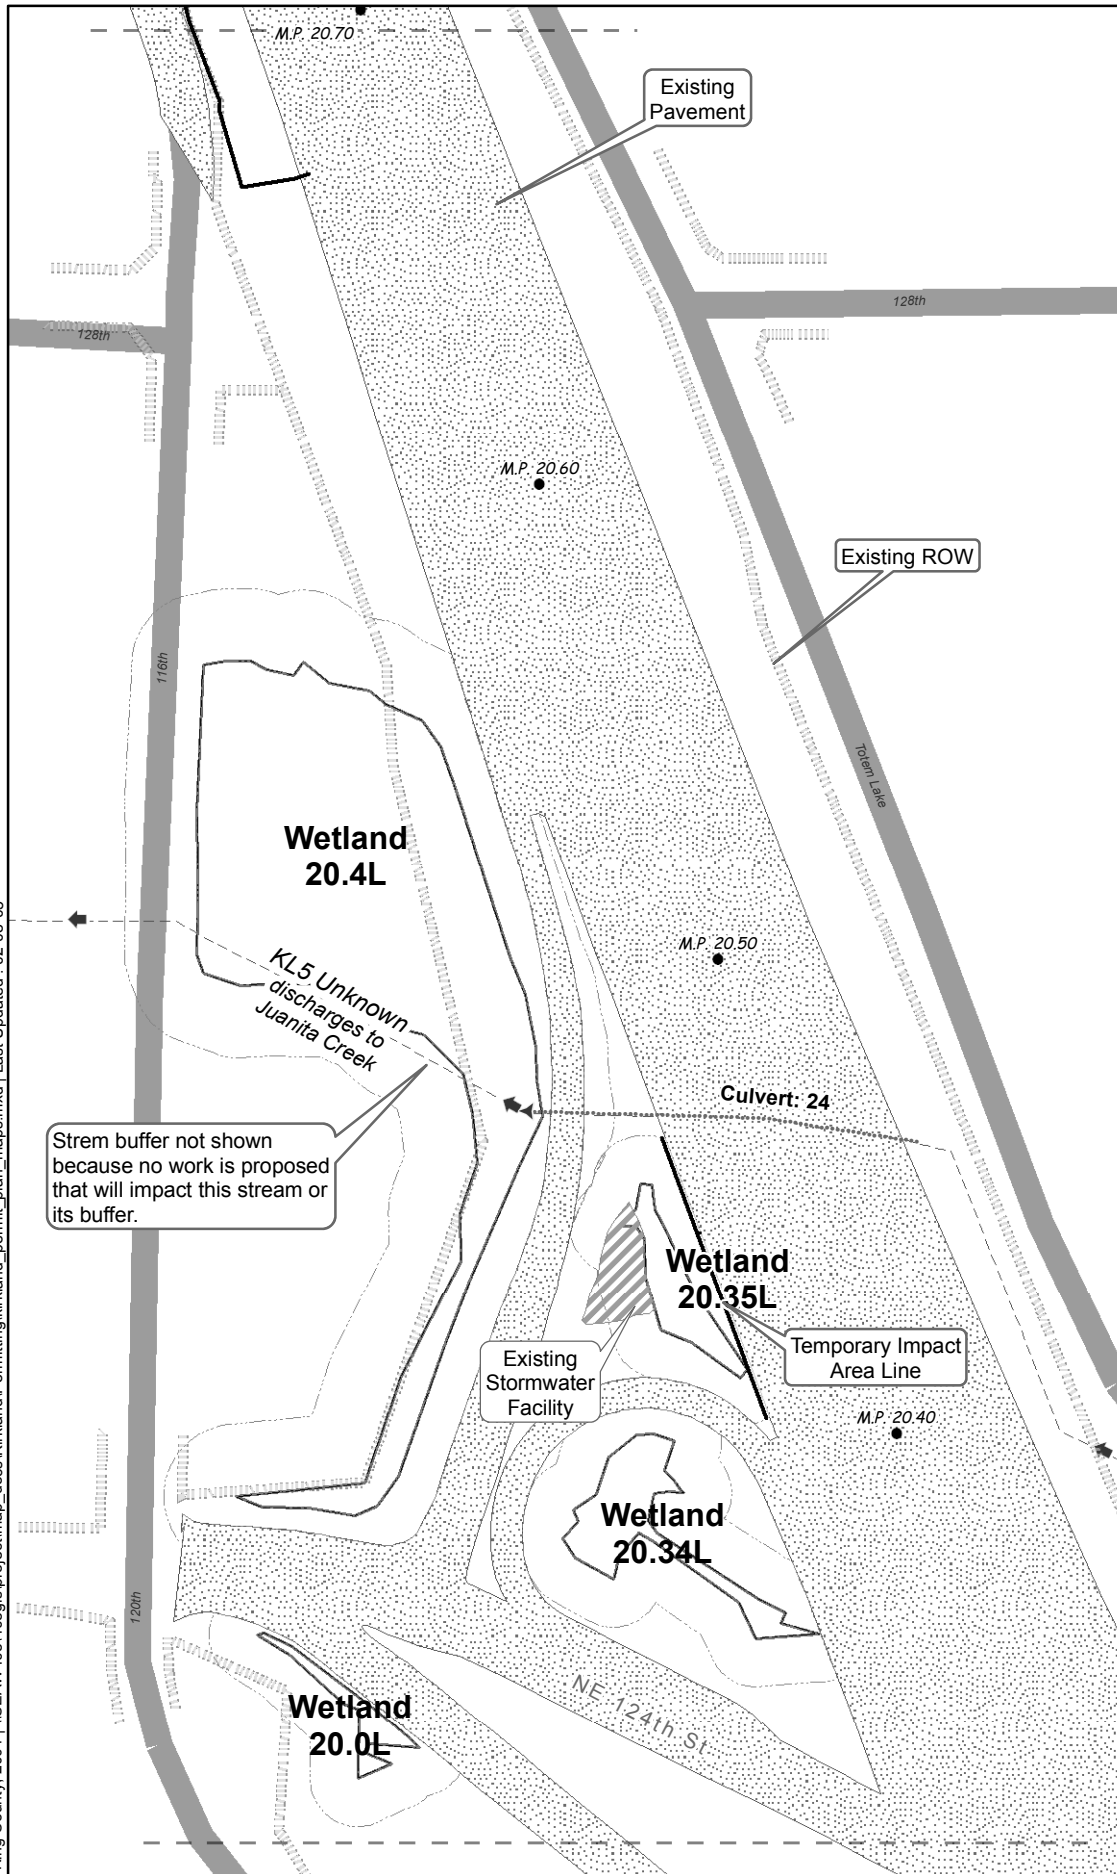 M.P. 20.70
Existing
Pavement
128th
128th
M.P. 20.60
Existing ROW
116th
Totem Lake
Wetland
20.4L
M.P. 20.50
KL5 Unknown
discharges to
Juanita Creek
Culvert: 24
Strem buffer not shown
because no work is proposed
that will impact this stream or
its buffer.
Wetland
20.35L
Existing
Stormwater
Facility
Temporary Impact
Area Line
M.P. 20.40
Wetland
20.34L
120th
Wetland
20.0L
NE 124th St